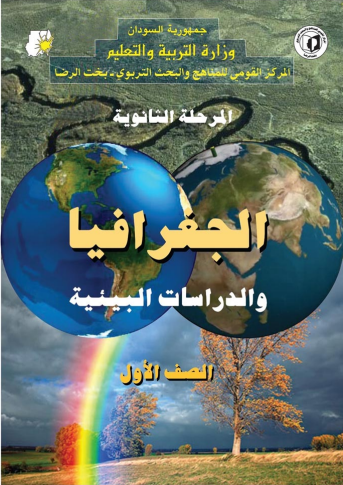 جمهورية السودان
وزارة التربية والتعليم
المركز القومي للمناهج والبحث التربوي - بخت الرضا
المرحلة الثانوية
الجغرافيا
والدراسات البيئية
الصف الأول